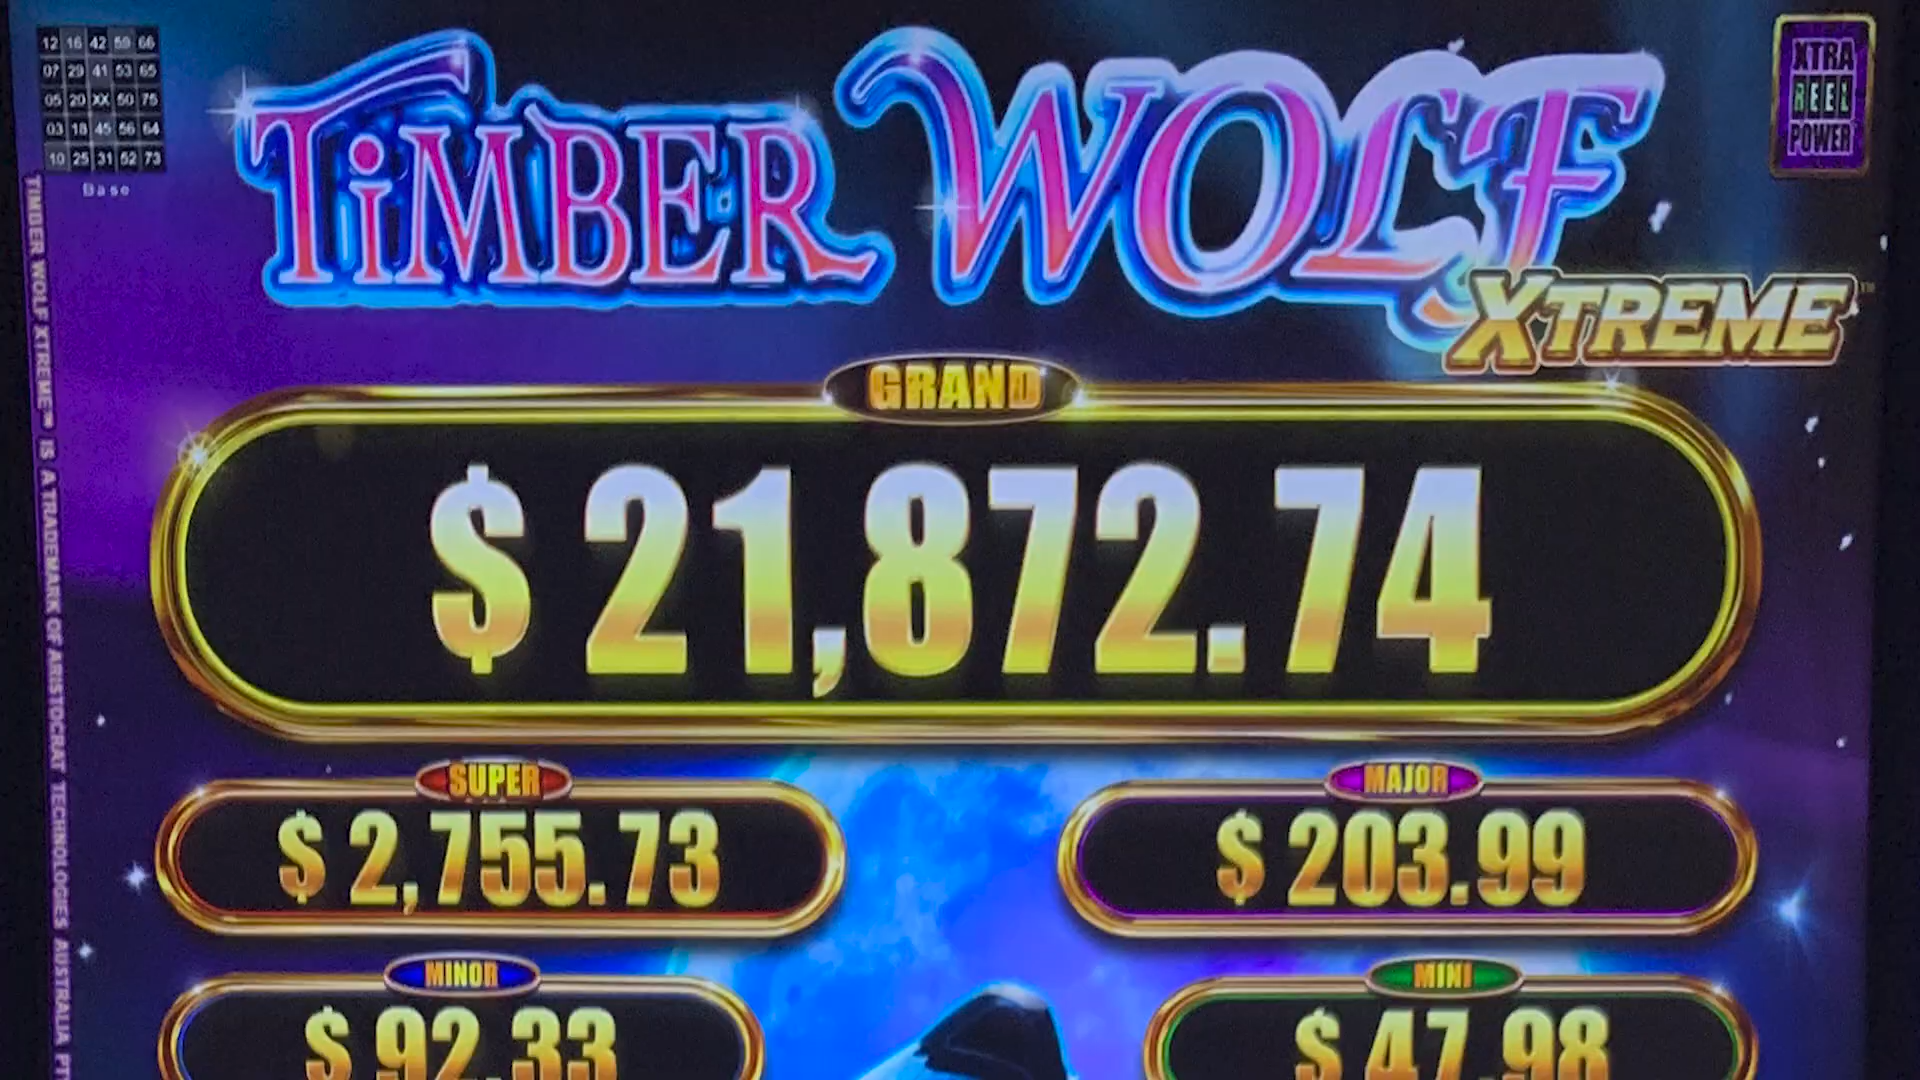 12 16 42 59 66
07 29 41 53 65
05 20 XX 50 75
03 18 45 56 64
10 25 31 52 73
Base
TiMBER WOLF
XTREME™
XTRA
REEL
POWER
GRAND
$ 21,872.74
SUPER
$ 2,755.73
MAJOR
$ 203.99
MINOR
$ 92.33
MINI
$ 47.98
TIMBER WOLF XTREME™ IS A TRADEMARK OF ARISTOCRAT TECHNOLOGIES AUSTRALIA PT